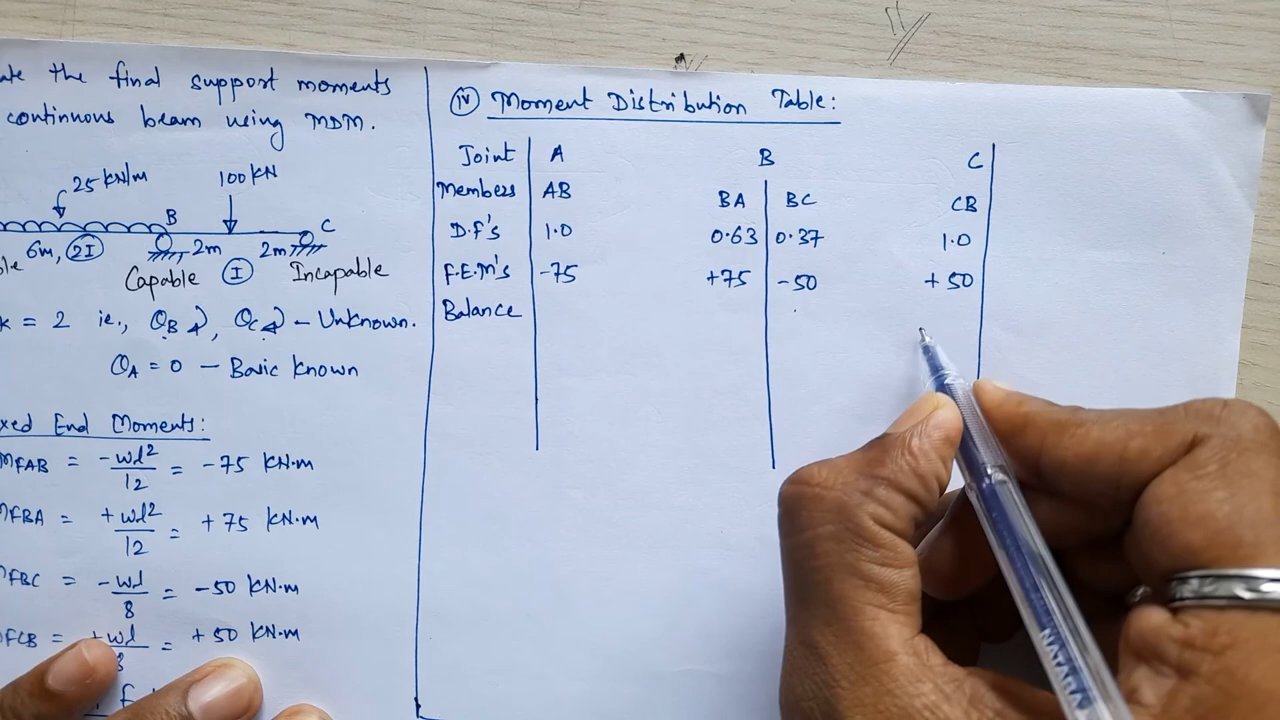 ate the final support moments
continuous beam using MDM.
25 kN/m
100 KN
B
C
6m, 2I
2m
2m
ble
Capable
I
Incapable
k = 2 ie., θB, θC - Unknown.
θA = 0 - Basic known
xed End Moments:
MFAB = -wl²/12 = -75 KN.m
MFBA = +wl²/12 = +75 KN.m
MFBC = -wl/8 = -50 KN.m
MFCB = +wl/8 = +50 KN.m
IV Moment Distribution Table:
Joint A B C
Members AB BA BC CB
D.F's 1.0 0.63 0.37 1.0
F.E.M's -75 +75 -50 +50
Balance